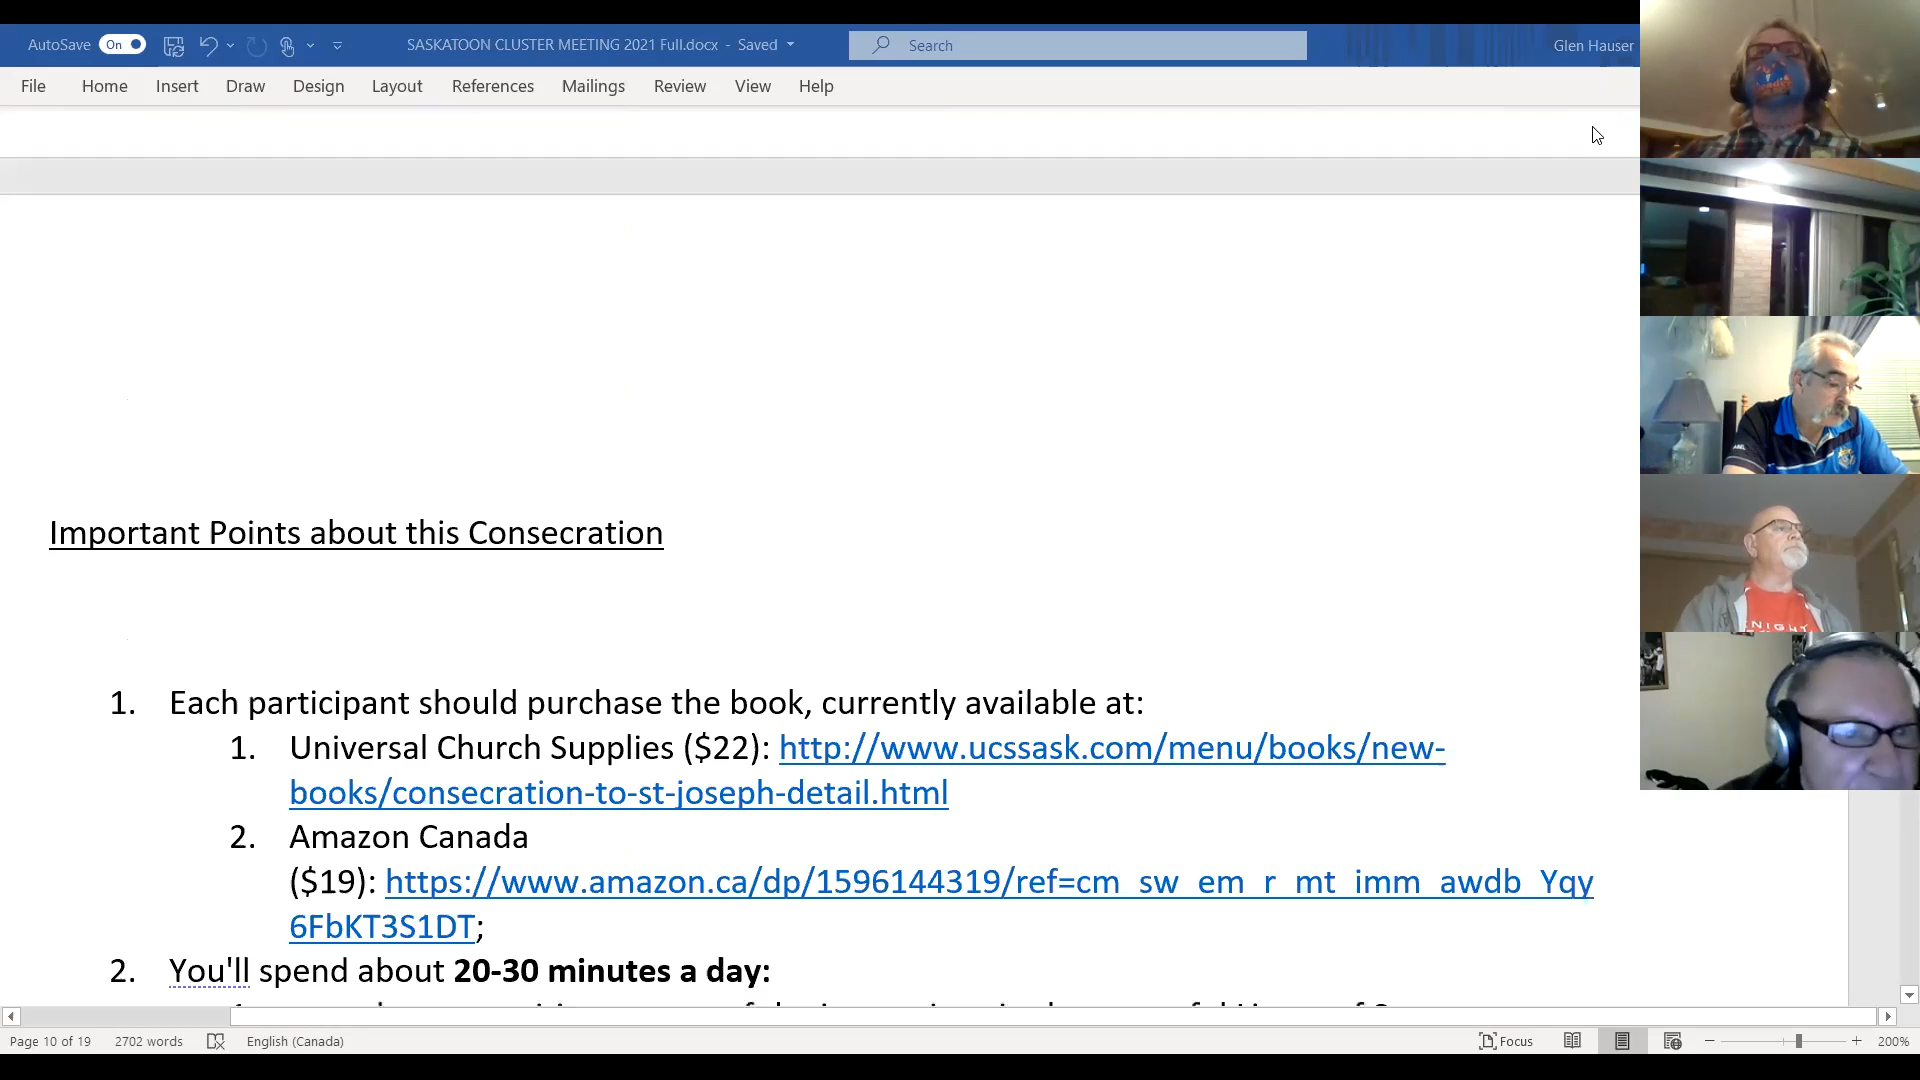 AutoSave On SASKATOON CLUSTER MEETING 2021 Full.docx - Saved Search Glen Hauser
File Home Insert Draw Design Layout References Mailings Review View Help
Important Points about this Consecration
1. Each participant should purchase the book, currently available at:
1. Universal Church Supplies ($22): http://www.ucssask.com/menu/books/new-
books/consecration-to-st-joseph-detail.html
2. Amazon Canada
($19): https://www.amazon.ca/dp/1596144319/ref=cm_sw_em_r_mt_imm_awdb_Yqy
6FbKT3S1DT;
2. You'll spend about 20-30 minutes a day:
NIGHT
Page 10 of 19 2702 words English (Canada) Focus 200%